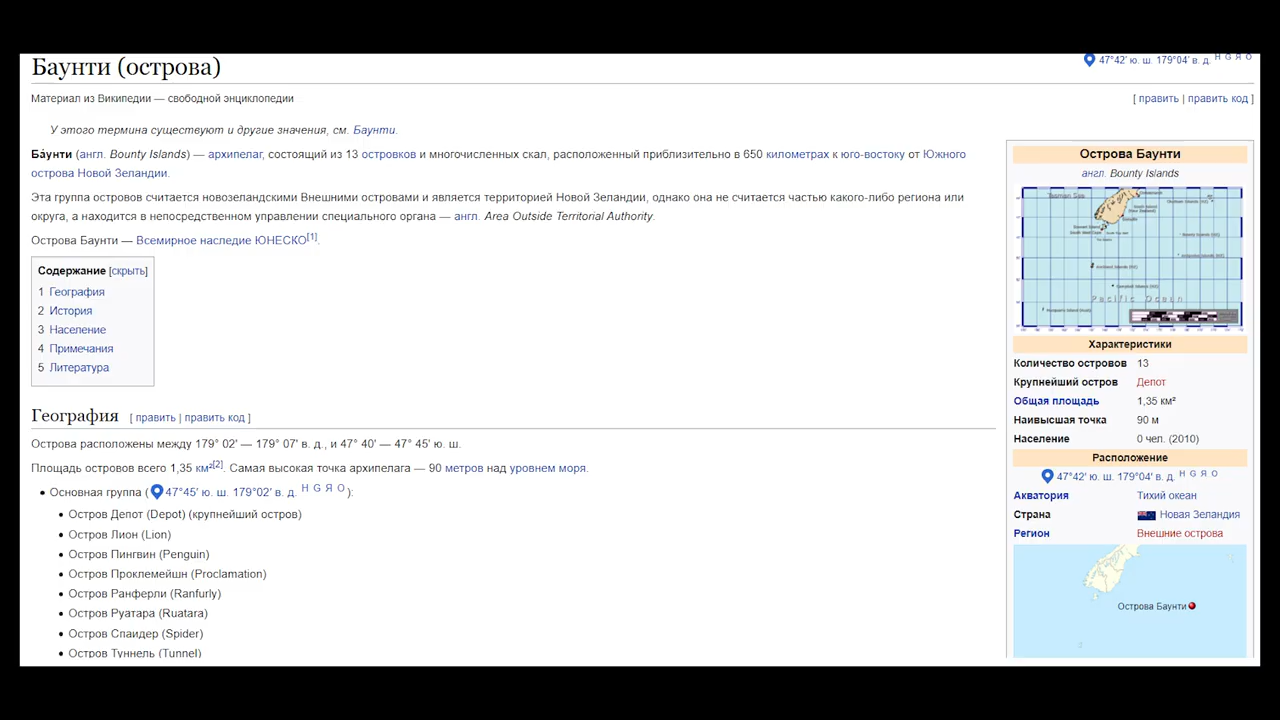 Баунти (острова)
47°42′ ю. ш. 179°04′ в. д. H G Я O
Материал из Википедии — свободной энциклопедии
[ править | править код ]
У этого термина существуют и другие значения, см. Баунти.
Ба́унти (англ. Bounty Islands) — архипелаг, состоящий из 13 островков и многочисленных скал, расположенный приблизительно в 650 километрах к юго-востоку от Южного
острова Новой Зеландии.
Эта группа островов считается новозеландскими Внешними островами и является территорией Новой Зеландии, однако она не считается частью какого-либо региона или
округа, а находится в непосредственном управлении специального органа — англ. Area Outside Territorial Authority.
Острова Баунти — Всемирное наследие ЮНЕСКО[1].
Содержание [скрыть]
1 География
2 История
3 Население
4 Примечания
5 Литература
География [ править | править код ]
Острова расположены между 179° 02' — 179° 07' в. д., и 47° 40' — 47° 45' ю. ш.
Площадь островов всего 1,35 км²[2]. Самая высокая точка архипелага — 90 метров над уровнем моря.
• Основная группа (47°45′ ю. ш. 179°02′ в. д. H G Я O):
• Остров Депот (Depot) (крупнейший остров)
• Остров Лион (Lion)
• Остров Пингвин (Penguin)
• Остров Проклемейшн (Proclamation)
• Остров Ранферли (Ranfurly)
• Остров Руатара (Ruatara)
• Остров Спаидер (Spider)
• Остров Туннель (Tunnel)
Острова Баунти
англ. Bounty Islands
Tasman Sea
Pacific Ocean
Характеристики
Количество островов 13
Крупнейший остров Депот
Общая площадь 1,35 км²
Наивысшая точка 90 м
Население 0 чел. (2010)
Расположение
47°42′ ю. ш. 179°04′ в. д. H G Я O
Акватория Тихий океан
Страна Новая Зеландия
Регион Внешние острова
Острова Баунти